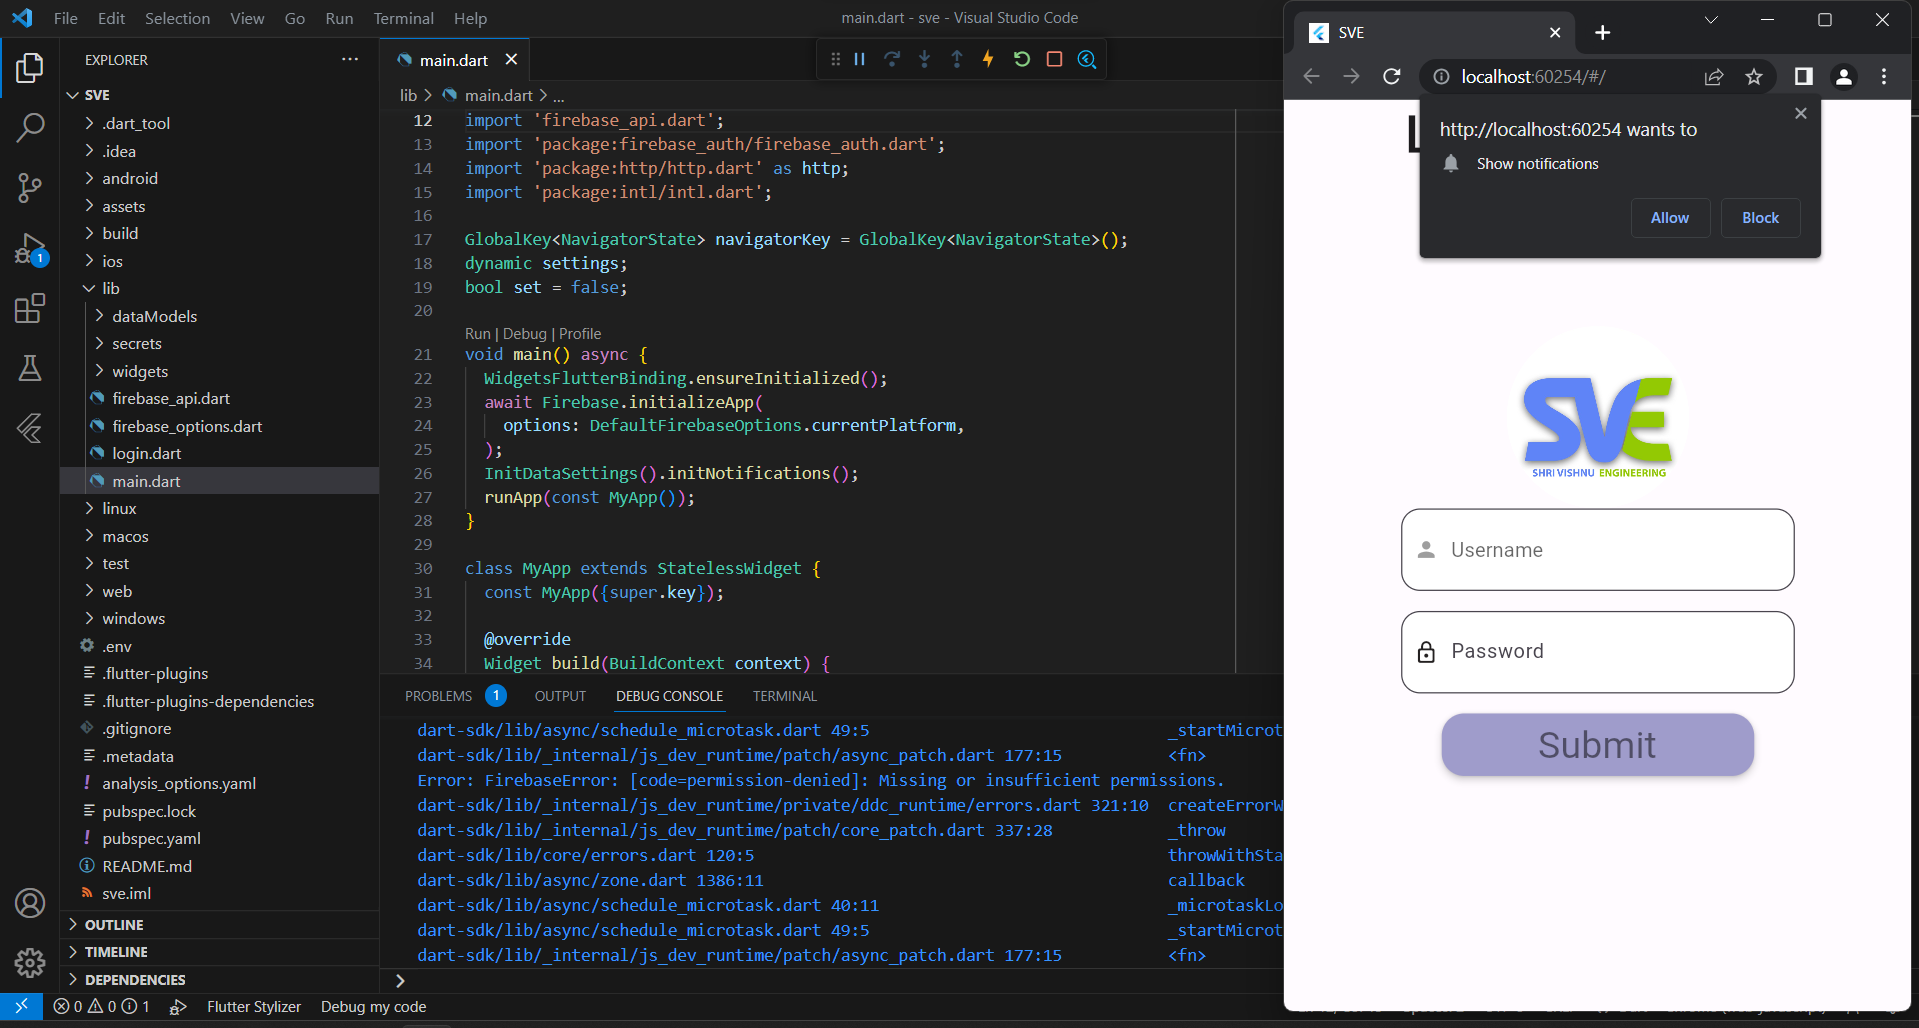 File Edit Selection View Go Run Terminal Help
main.dart - sve - Visual Studio Code
EXPLORER
SVE
.dart_tool
.idea
android
assets
build
ios
lib
dataModels
secrets
widgets
firebase_api.dart
firebase_options.dart
login.dart
main.dart
linux
macos
test
web
windows
.env
.flutter-plugins
.flutter-plugins-dependencies
.gitignore
.metadata
analysis_options.yaml
pubspec.lock
pubspec.yaml
README.md
sve.iml
OUTLINE
TIMELINE
DEPENDENCIES
1
main.dart
lib > main.dart > ...
12 import 'firebase_api.dart';
13 import 'package:firebase_auth/firebase_auth.dart';
14 import 'package:http/http.dart' as http;
15 import 'package:intl/intl.dart';
16
17 GlobalKey<NavigatorState> navigatorKey = GlobalKey<NavigatorState>();
18 dynamic settings;
19 bool set = false;
20
Run | Debug | Profile
21 void main() async {
22 WidgetsFlutterBinding.ensureInitialized();
23 await Firebase.initializeApp(
24 options: DefaultFirebaseOptions.currentPlatform,
25 );
26 InitDataSettings().initNotifications();
27 runApp(const MyApp());
28 }
29
30 class MyApp extends StatelessWidget {
31 const MyApp({super.key});
32
33 @override
34 Widget build(BuildContext context) {
PROBLEMS 1 OUTPUT DEBUG CONSOLE TERMINAL
dart-sdk/lib/async/schedule_microtask.dart 49:5 _startMicrot
dart-sdk/lib/_internal/js_dev_runtime/patch/async_patch.dart 177:15 <fn>
Error: FirebaseError: [code=permission-denied]: Missing or insufficient permissions.
dart-sdk/lib/_internal/js_dev_runtime/private/ddc_runtime/errors.dart 321:10 createErrorW
dart-sdk/lib/_internal/js_dev_runtime/patch/core_patch.dart 337:28 _throw
dart-sdk/lib/core/errors.dart 120:5 throwWithSta
dart-sdk/lib/async/zone.dart 1386:11 callback
dart-sdk/lib/async/schedule_microtask.dart 40:11 _microtaskLo
dart-sdk/lib/async/schedule_microtask.dart 49:5 _startMicrot
dart-sdk/lib/_internal/js_dev_runtime/patch/async_patch.dart 177:15 <fn>
0 0 1 Flutter Stylizer Debug my code
SVE
localhost:60254/#/
http://localhost:60254 wants to
Show notifications
Allow Block
SVE
SHRI VISHNU ENGINEERING
Username
Password
Submit